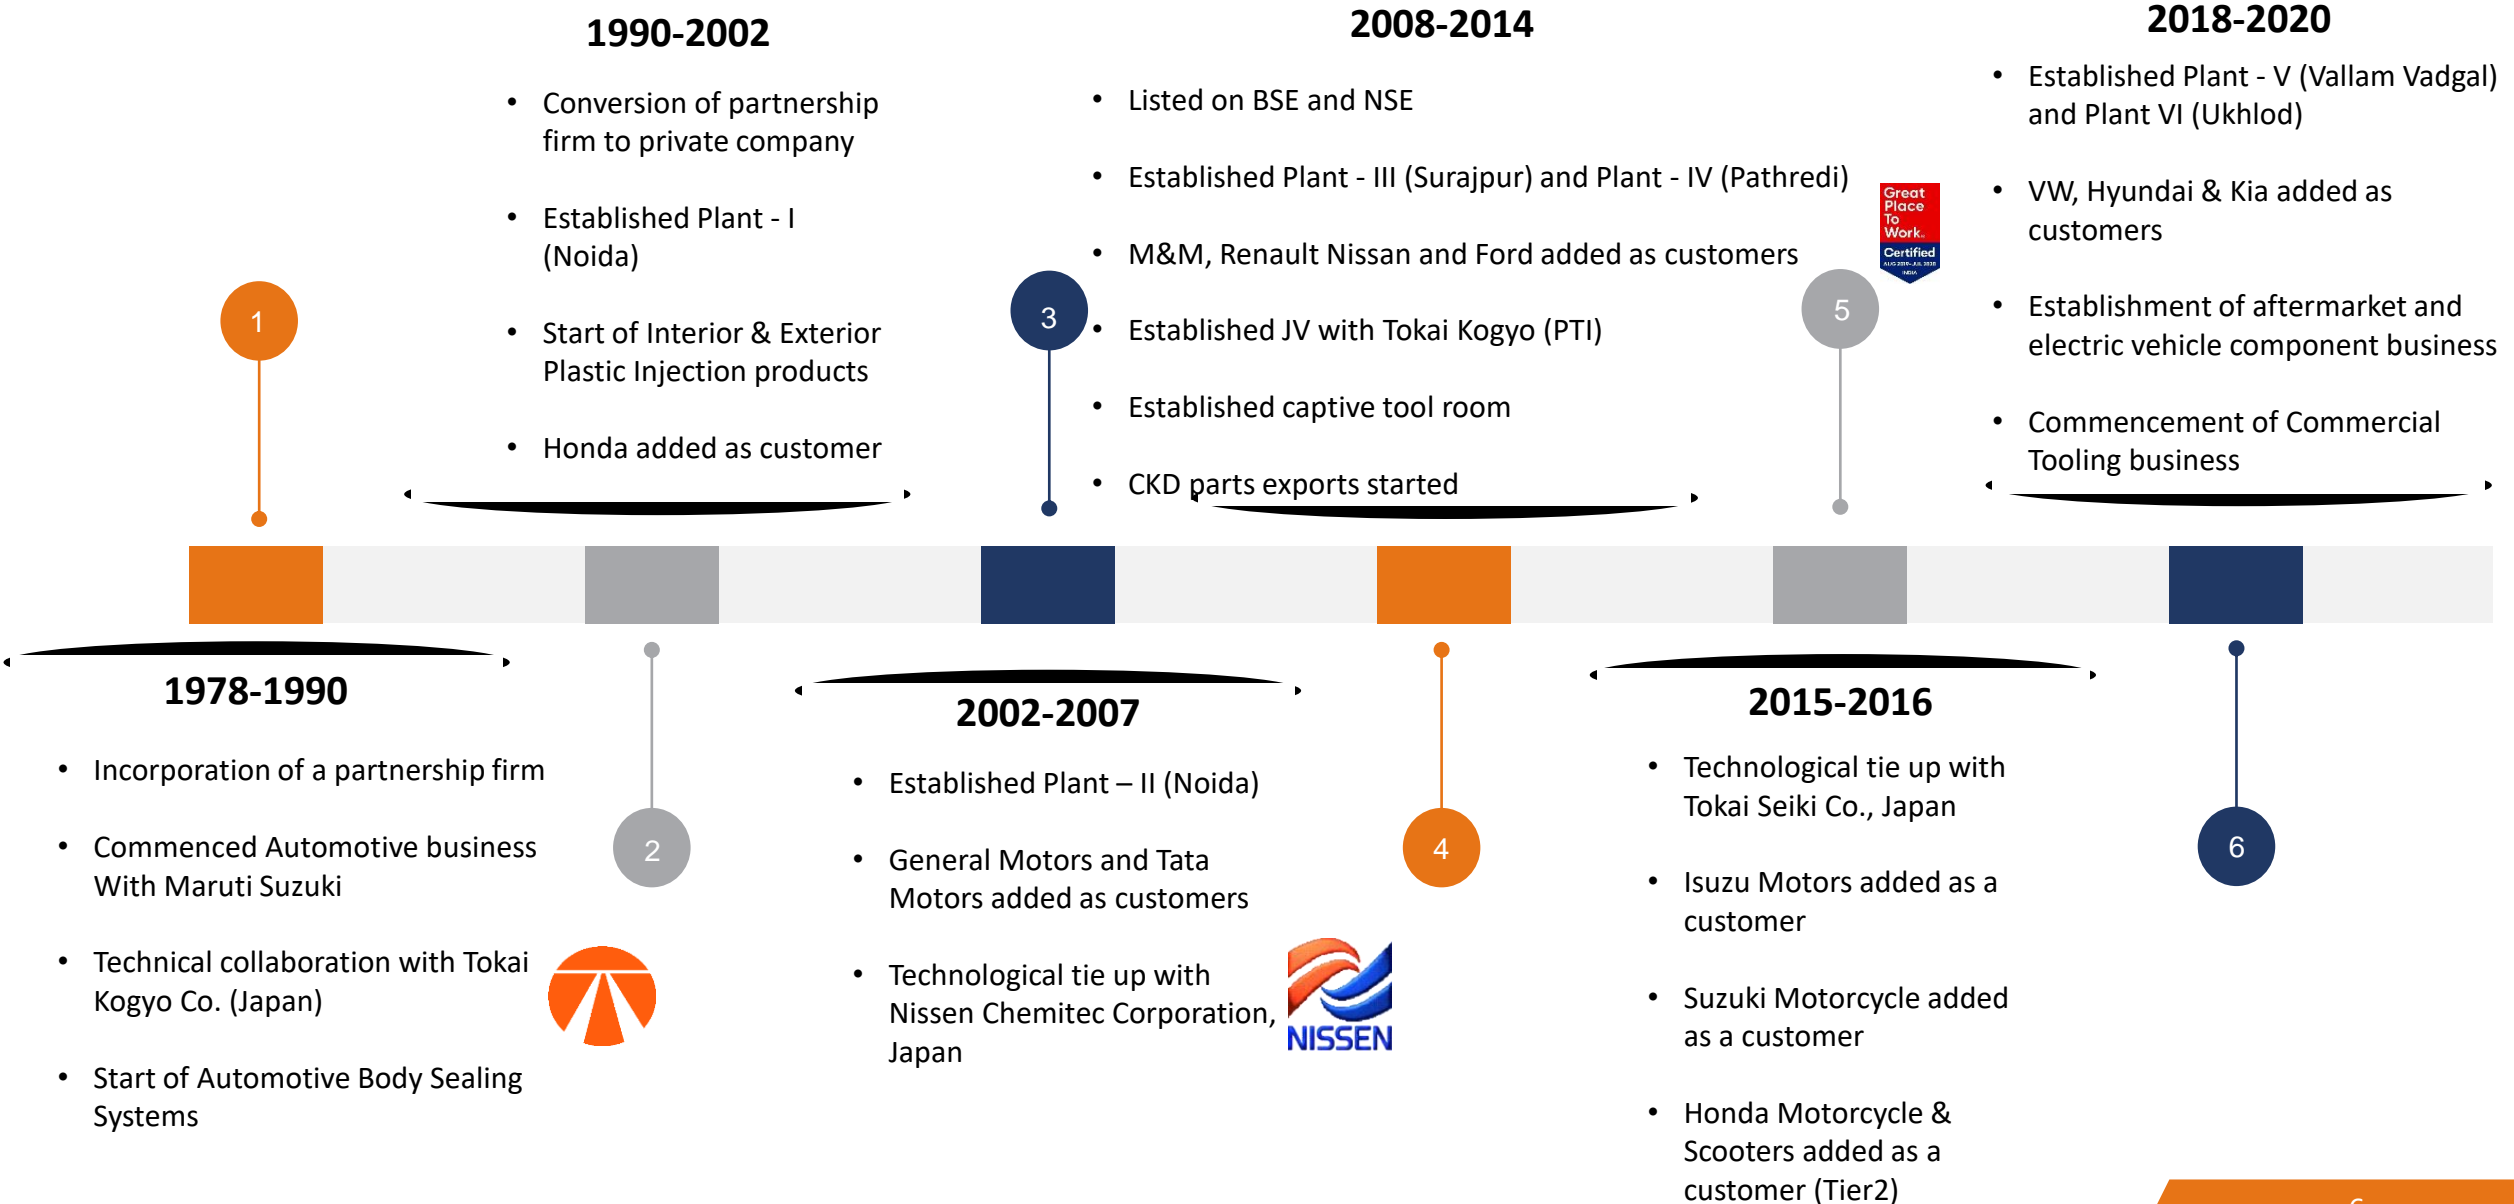 1990-2002
• Conversion of partnership
firm to private company
• Established Plant - I
(Noida)
• Start of Interior & Exterior
Plastic Injection products
• Honda added as customer
2008-2014
• Listed on BSE and NSE
• Established Plant - III (Surajpur) and Plant - IV (Pathredi)
• M&M, Renault Nissan and Ford added as customers
• Established JV with Tokai Kogyo (PTI)
• Established captive tool room
• CKD parts exports started
2018-2020
• Established Plant - V (Vallam Vadgal)
and Plant VI (Ukhlod)
• VW, Hyundai & Kia added as
customers
• Establishment of aftermarket and
electric vehicle component business
• Commencement of Commercial
Tooling business
Great
Place
To
Work.
Certified
AUG 2019-JUL 2020
INDIA
1
3
5
1978-1990
• Incorporation of a partnership firm
• Commenced Automotive business
With Maruti Suzuki
• Technical collaboration with Tokai
Kogyo Co. (Japan)
• Start of Automotive Body Sealing
Systems
2
2002-2007
• Established Plant – II (Noida)
• General Motors and Tata
Motors added as customers
• Technological tie up with
Nissen Chemitec Corporation,
Japan
NISSEN
4
2015-2016
• Technological tie up with
Tokai Seiki Co., Japan
• Isuzu Motors added as a
customer
• Suzuki Motorcycle added
as a customer
• Honda Motorcycle &
Scooters added as a
customer (Tier2)
6